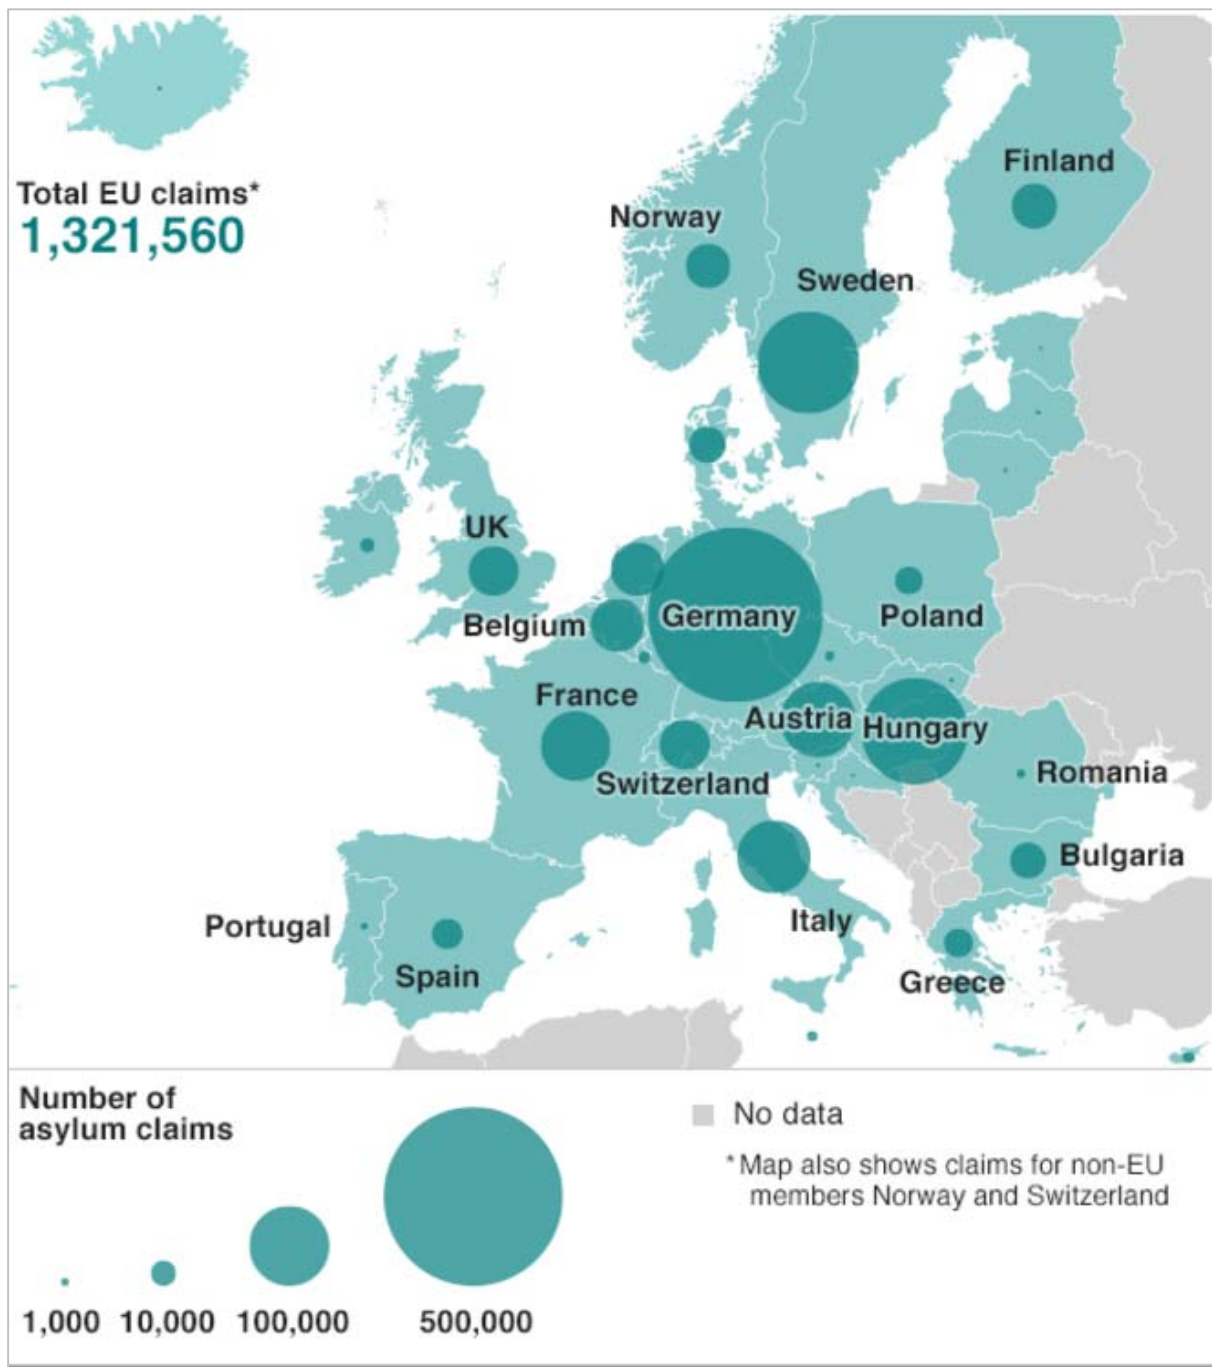 Total EU claims*
1,321,560
Finland
Norway
Sweden
UK
Belgium
Germany
Poland
France
Austria
Hungary
Switzerland
Romania
Bulgaria
Portugal
Italy
Spain
Greece
Number of
asylum claims
1,000
10,000
100,000
500,000
No data
*Map also shows claims for non-EU
members Norway and Switzerland